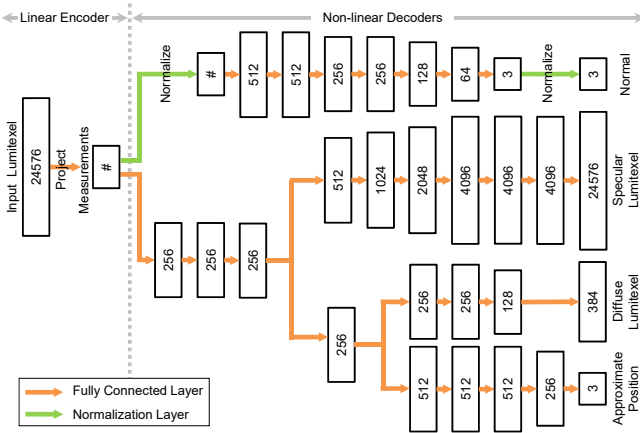 Linear Encoder
Non-linear Decoders
Input Lumitexel
24576
Project
Measurements
#
Normalize
#
512
512
256
256
128
64
3
Normalize
3
Normal
512
1024
2048
4096
4096
4096
24576
Specular
Lumitexel
256
256
256
256
256
256
128
384
Diffuse
Lumitexel
512
512
512
256
3
Approximate
Position
Fully Connected Layer
Normalization Layer